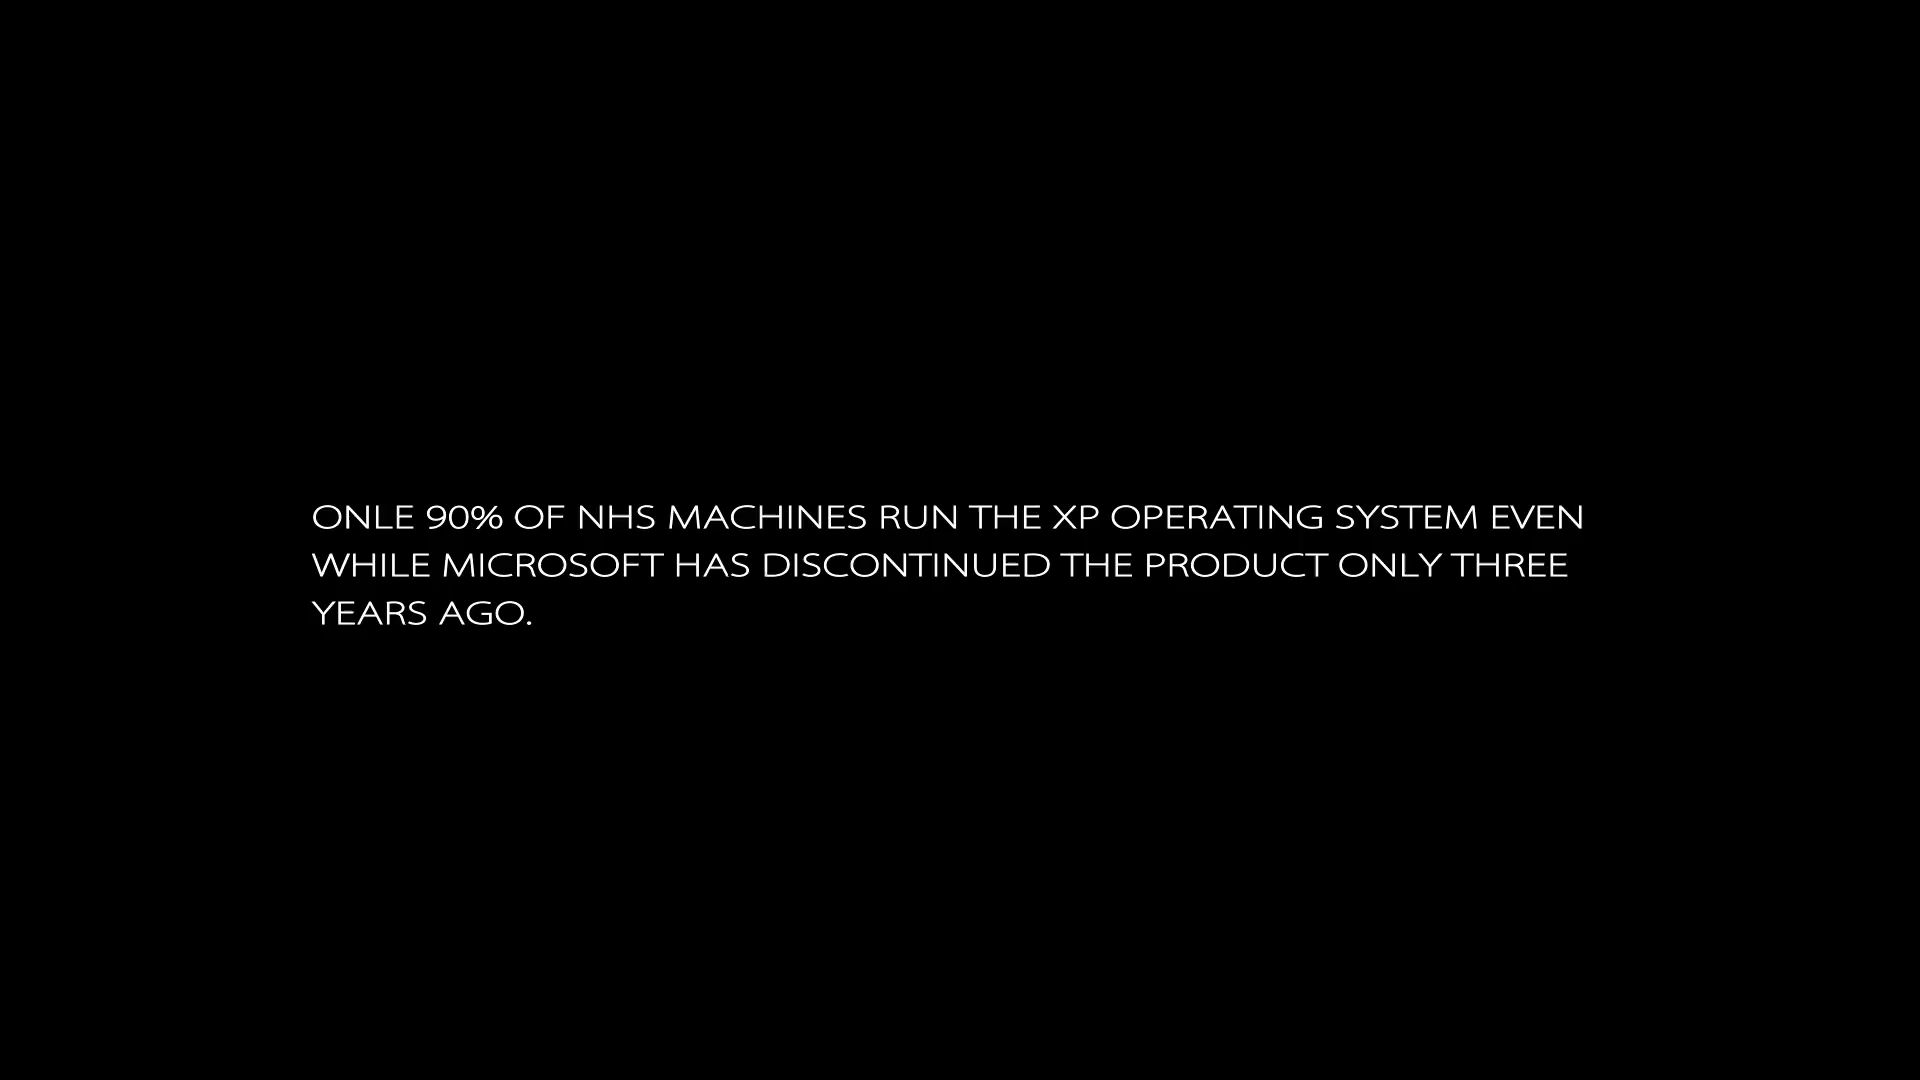 ONLE 90% OF NHS MACHINES RUN THE XP OPERATING SYSTEM EVEN
WHILE MICROSOFT HAS DISCONTINUED THE PRODUCT ONLY THREE
YEARS AGO.